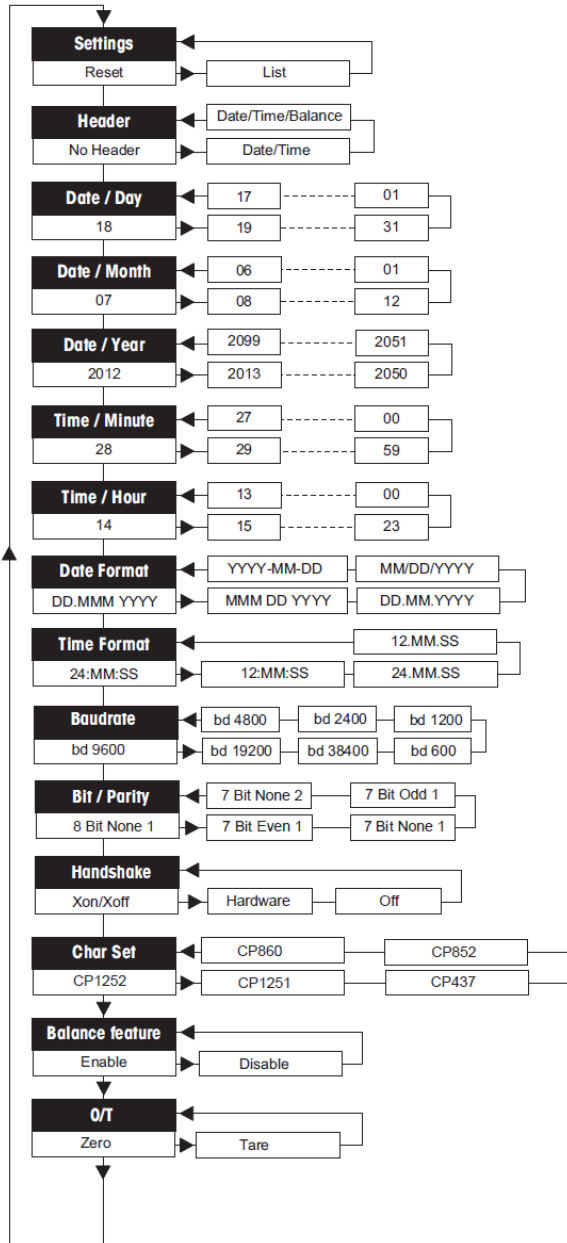 Settings
Reset
List
Header
Date/Time/Balance
No Header
Date/Time
Date / Day
17
01
18
19
31
Date / Month
06
01
07
08
12
Date / Year
2099
2051
2012
2013
2050
Time / Minute
27
00
28
29
59
Time / Hour
13
00
14
15
23
Date Format
YYYY-MM-DD
MM/DD/YYYY
DD.MMM YYYY
MMM DD YYYY
DD.MM.YYYY
Time Format
12.MM.SS
24:MM:SS
12:MM:SS
24.MM.SS
Baudrate
bd 4800
bd 2400
bd 1200
bd 9600
bd 19200
bd 38400
bd 600
Bit / Parity
7 Bit None 2
7 Bit Odd 1
8 Bit None 1
7 Bit Even 1
7 Bit None 1
Handshake
Xon/Xoff
Hardware
Off
Char Set
CP860
CP852
CP1252
CP1251
CP437
Balance feature
Enable
Disable
O/T
Zero
Tare